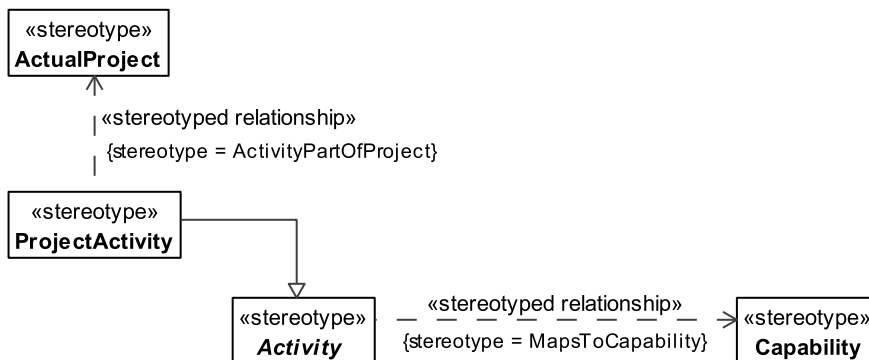 «stereotype»
ActualProject
«stereotyped relationship»
{stereotype = ActivityPartOfProject}
«stereotype»
ProjectActivity
«stereotype»
Activity
«stereotyped relationship»
{stereotype = MapsToCapability}
«stereotype»
Capability